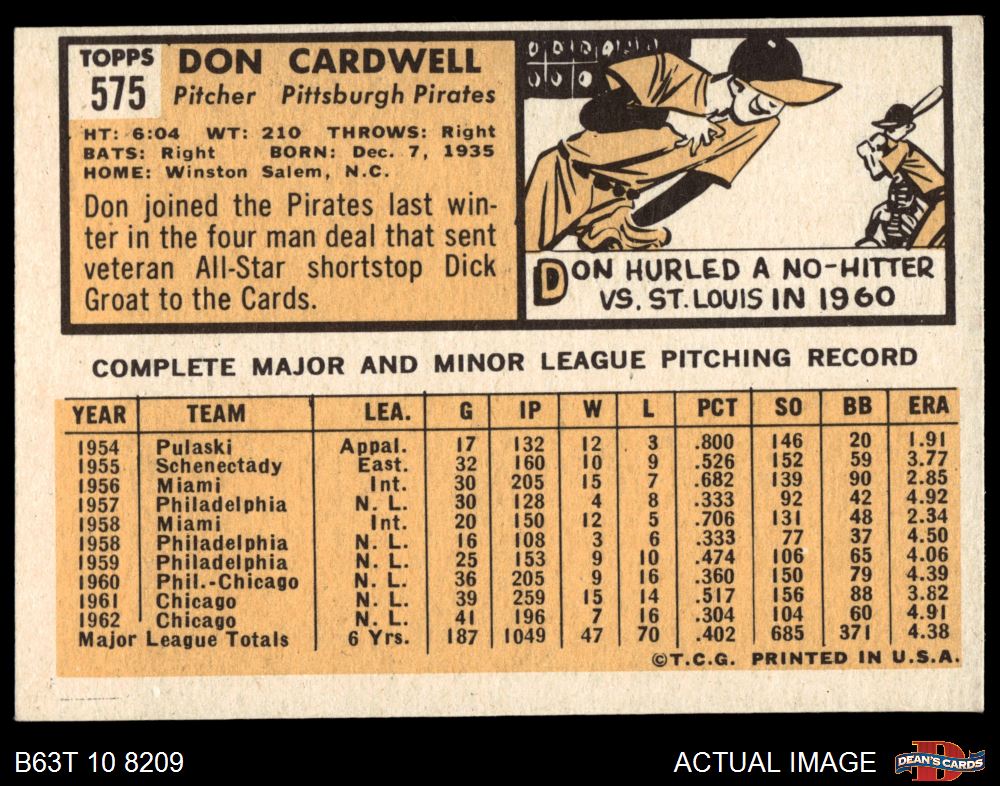 TOPPS
575
DON CARDWELL
Pitcher Pittsburgh Pirates
HT: 6:04 WT: 210 THROWS: Right
BATS: Right BORN: Dec. 7, 1935
HOME: Winston Salem, N.C.
Don joined the Pirates last win-
ter in the four man deal that sent
veteran All-Star shortstop Dick
Groat to the Cards.
DON HURLED A NO-HITTER
VS. ST. LOUIS IN 1960
COMPLETE MAJOR AND MINOR LEAGUE PITCHING RECORD
YEAR TEAM LEA. G IP W L PCT SO BB ERA
1954 Pulaski Appal. 17 132 12 3 .800 146 20 1.91
1955 Schenectady East. 32 160 10 9 .526 152 59 3.77
1956 Miami Int. 30 205 15 7 .682 139 90 2.85
1957 Philadelphia N. L. 30 128 4 8 .333 92 42 4.92
1958 Miami Int. 20 150 12 5 .706 131 48 2.34
1958 Philadelphia N. L. 16 108 3 6 .333 77 37 4.50
1959 Philadelphia N. L. 25 153 9 10 .474 106 65 4.06
1960 Phil.-Chicago N. L. 36 205 9 16 .360 150 79 4.39
1961 Chicago N. L. 39 259 15 14 .517 156 88 3.82
1962 Chicago N. L. 41 196 7 16 .304 104 60 4.91
Major League Totals 6 Yrs. 187 1049 47 70 .402 685 371 4.38
©T.C.G. PRINTED IN U.S.A.
B63T 10 8209
ACTUAL IMAGE
DEAN'S CARDS